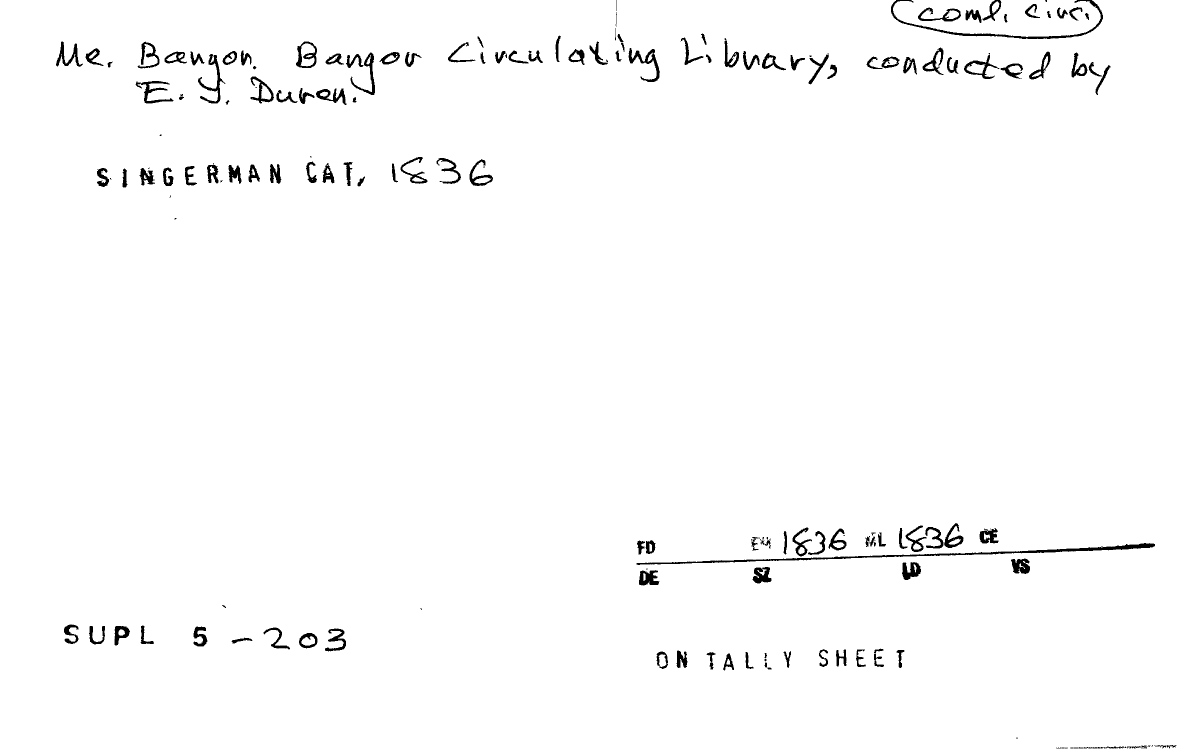 coml. circ.
Me. Bangor. Bangor Circulating Library, conducted by
E. J. Duren.
SINGERMAN CAT, 1836
FD EXH 1836 ML 1836 CE
DE SZ LD VS
SUPL 5 - 203
ON TALLY SHEET